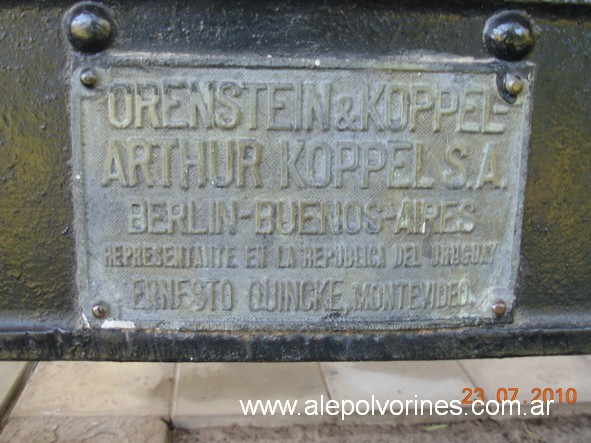 ORENSTEIN & KOPPEL-
ARTHUR KOPPEL S.A.
BERLIN-BUENOS-AIRES
REPRESENTANTE EN LA REPUBLICA DEL URUGUAY
ERNESTO QUINCKE, MONTEVIDEO.
23.07.2010
www.alepolvorines.com.ar